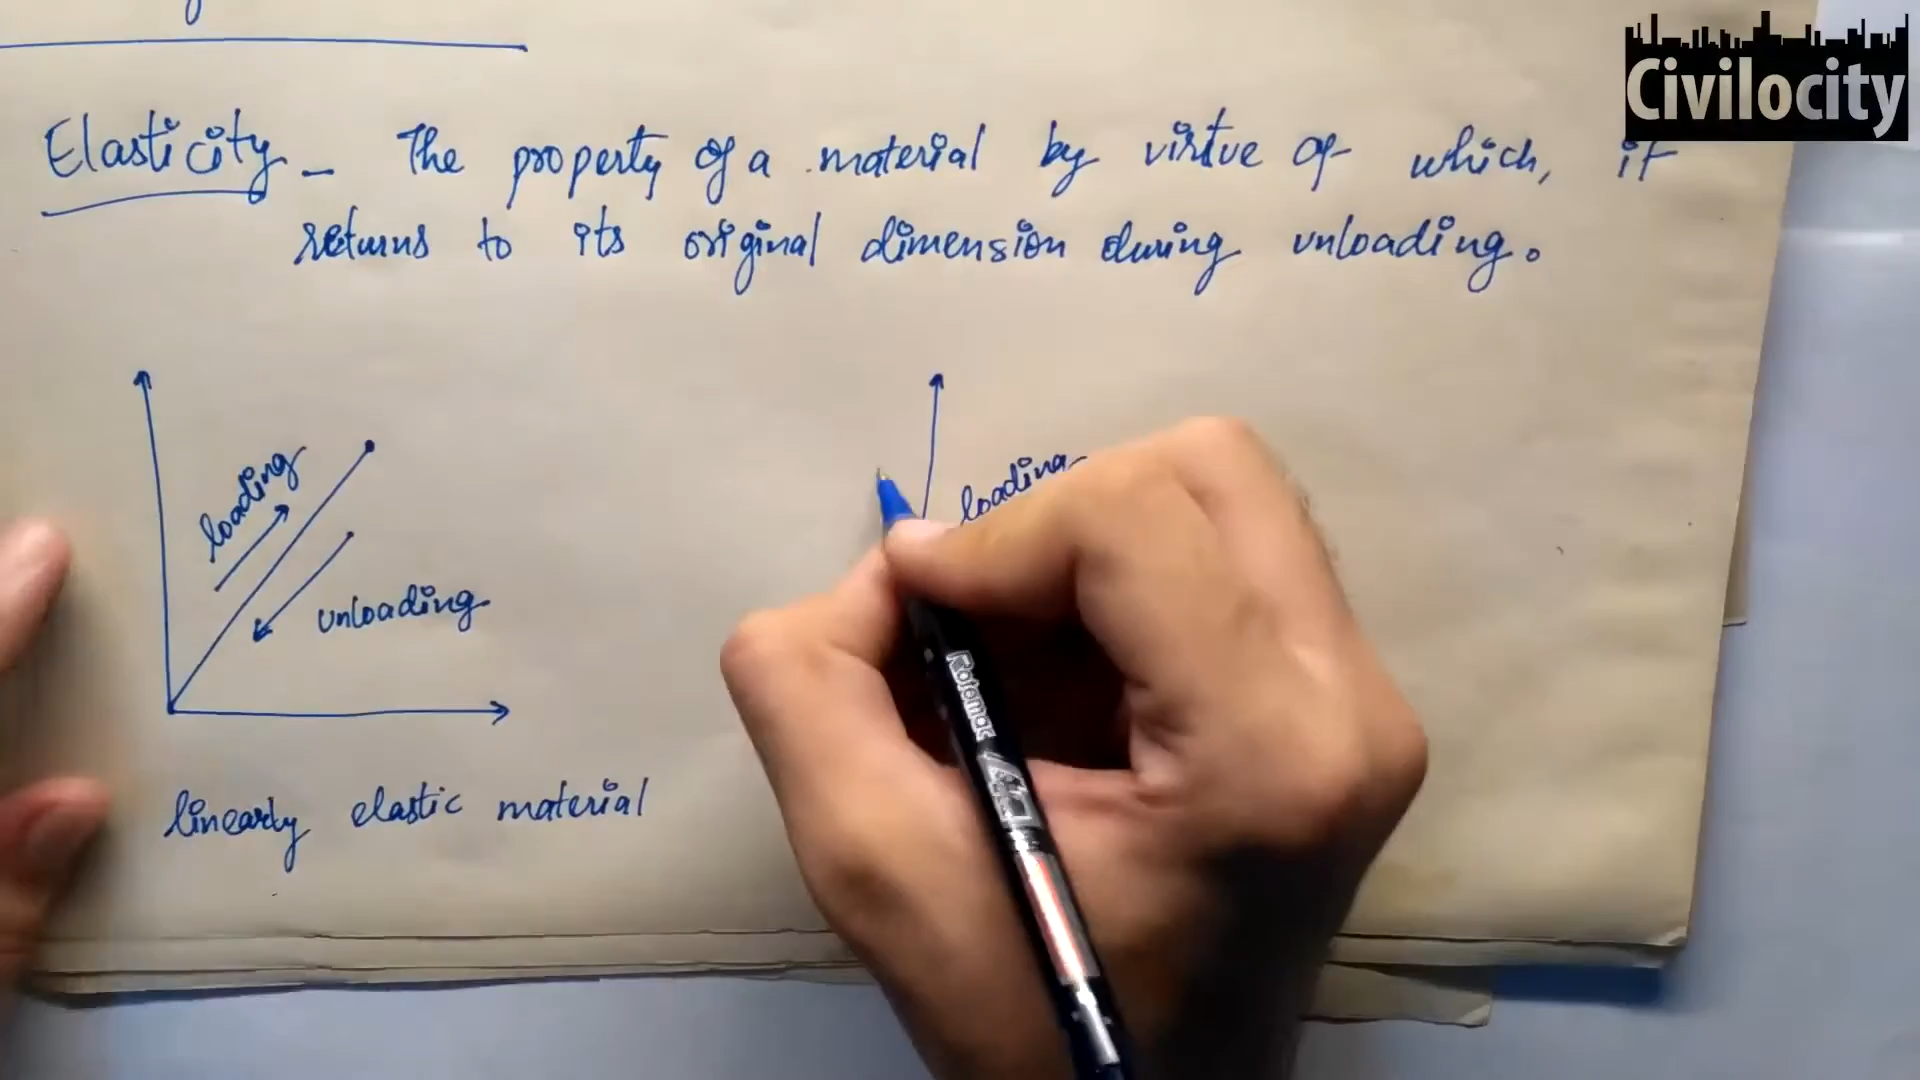 Civilocity
Elasticity - The property of a material by virtue of which, it
returns to its original dimension during unloading.
loading
unloading
loading
linearly elastic material
Rotomac